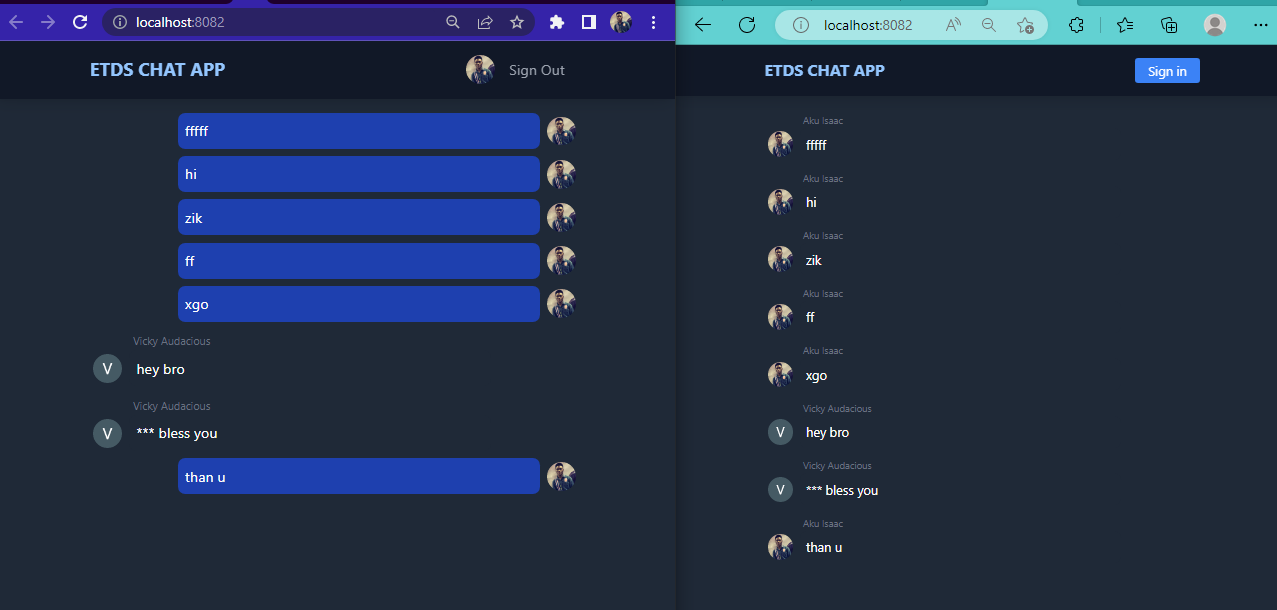 localhost:8082
ETDS CHAT APP
Sign Out
fffff
hi
zik
ff
xgo
Vicky Audacious
V
hey bro
Vicky Audacious
V
*** bless you
than u
localhost:8082
ETDS CHAT APP
Sign in
Aku Isaac
fffff
Aku Isaac
hi
Aku Isaac
zik
Aku Isaac
ff
Aku Isaac
xgo
Vicky Audacious
V
hey bro
Vicky Audacious
V
*** bless you
Aku Isaac
than u